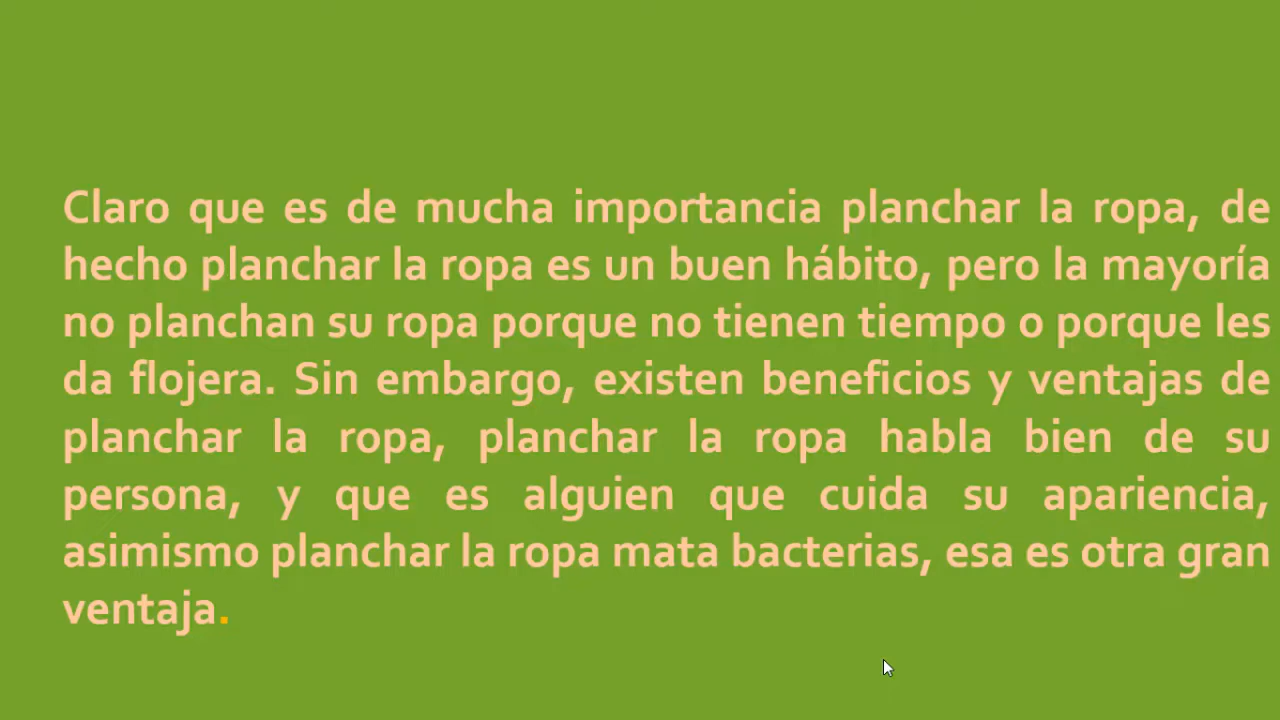 Claro que es de mucha importancia planchar la ropa, de
hecho planchar la ropa es un buen hábito, pero la mayoría
no planchan su ropa porque no tienen tiempo o porque les
da flojera. Sin embargo, existen beneficios y ventajas de
planchar la ropa, planchar la ropa habla bien de su
persona, y que es alguien que cuida su apariencia,
asimismo planchar la ropa mata bacterias, esa es otra gran
ventaja.